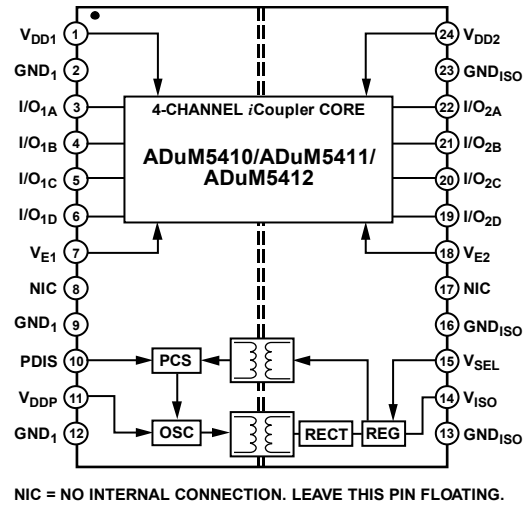 V_DD1 1
GND_1 2
I/O_1A 3
I/O_1B 4
I/O_1C 5
I/O_1D 6
V_E1 7
NIC 8
GND_1 9
PDIS 10
V_DDP 11
GND_1 12
4-CHANNEL iCoupler CORE
ADuM5410/ADuM5411/
ADuM5412
PCS
OSC
RECT
REG
24 V_DD2
23 GND_ISO
22 I/O_2A
21 I/O_2B
20 I/O_2C
19 I/O_2D
18 V_E2
17 NIC
16 GND_ISO
15 V_SEL
14 V_ISO
13 GND_ISO
NIC = NO INTERNAL CONNECTION. LEAVE THIS PIN FLOATING.